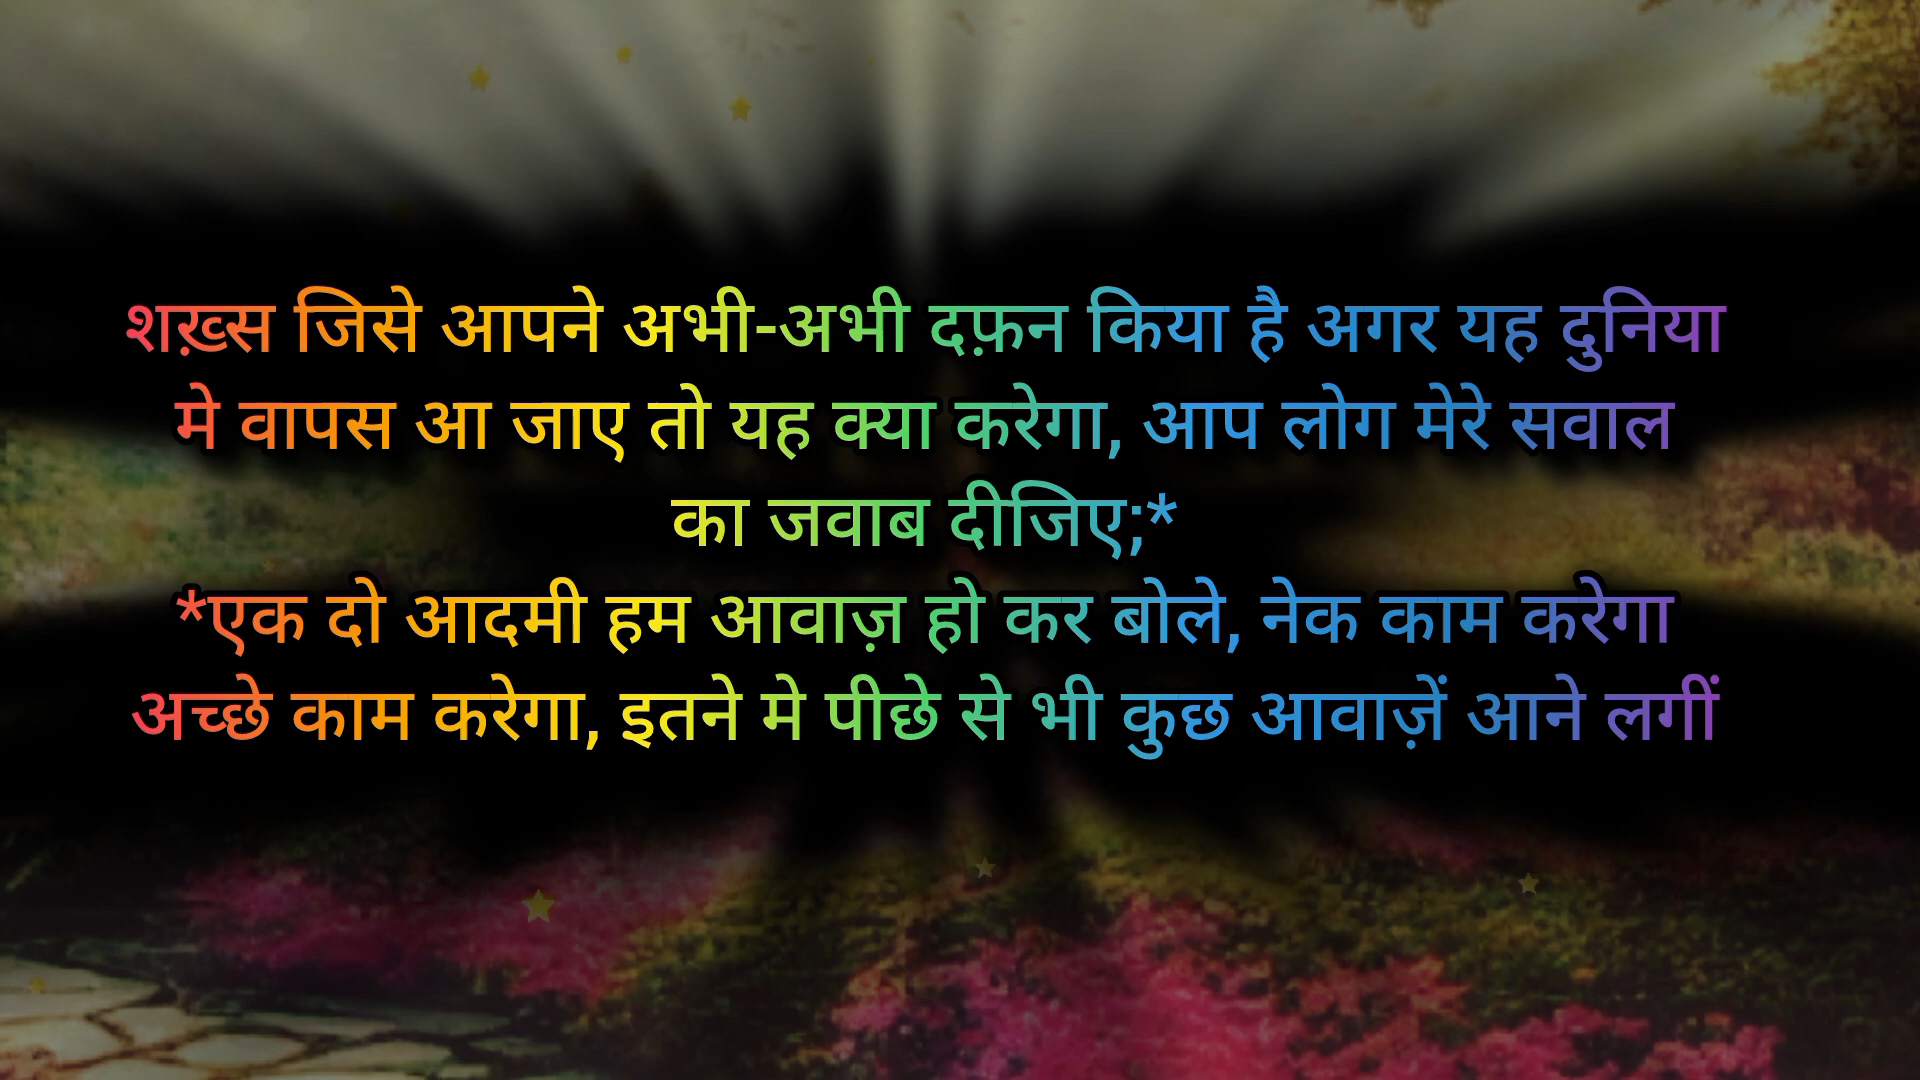 शख़्स जिसे आपने अभी-अभी दफ़न किया है अगर यह दुनिया
मे वापस आ जाए तो यह क्या करेगा, आप लोग मेरे सवाल
का जवाब दीजिए;*
*एक दो आदमी हम आवाज़ हो कर बोले, नेक काम करेगा
अच्छे काम करेगा, इतने मे पीछे से भी कुछ आवाज़ें आने लगीं